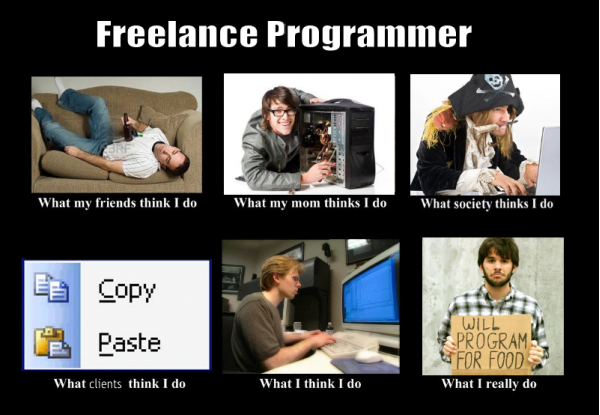 Freelance Programmer
What my friends think I do
What my mom thinks I do
What society thinks I do
Copy
Paste
WILL
PROGRAM
FOR FOOD
What clients think I do
What I think I do
What I really do